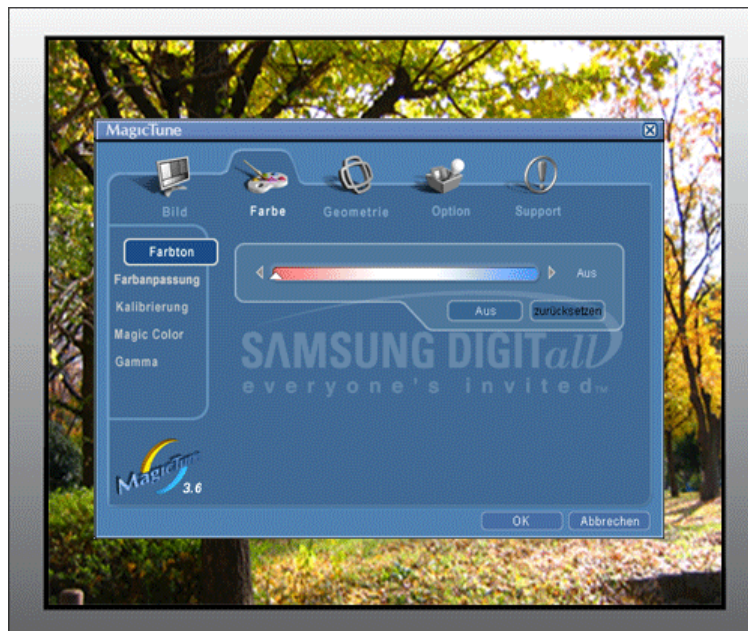 MagicTune
Bild
Farbe
Geometrie
Option
Support
Farbton
Farbanpassung
Kalibrierung
Magic Color
Gamma
Aus
Aus
zurücksetzen
SAMSUNG DIGITall
everyone's invited™
MagicTune
3.6
OK
Abbrechen